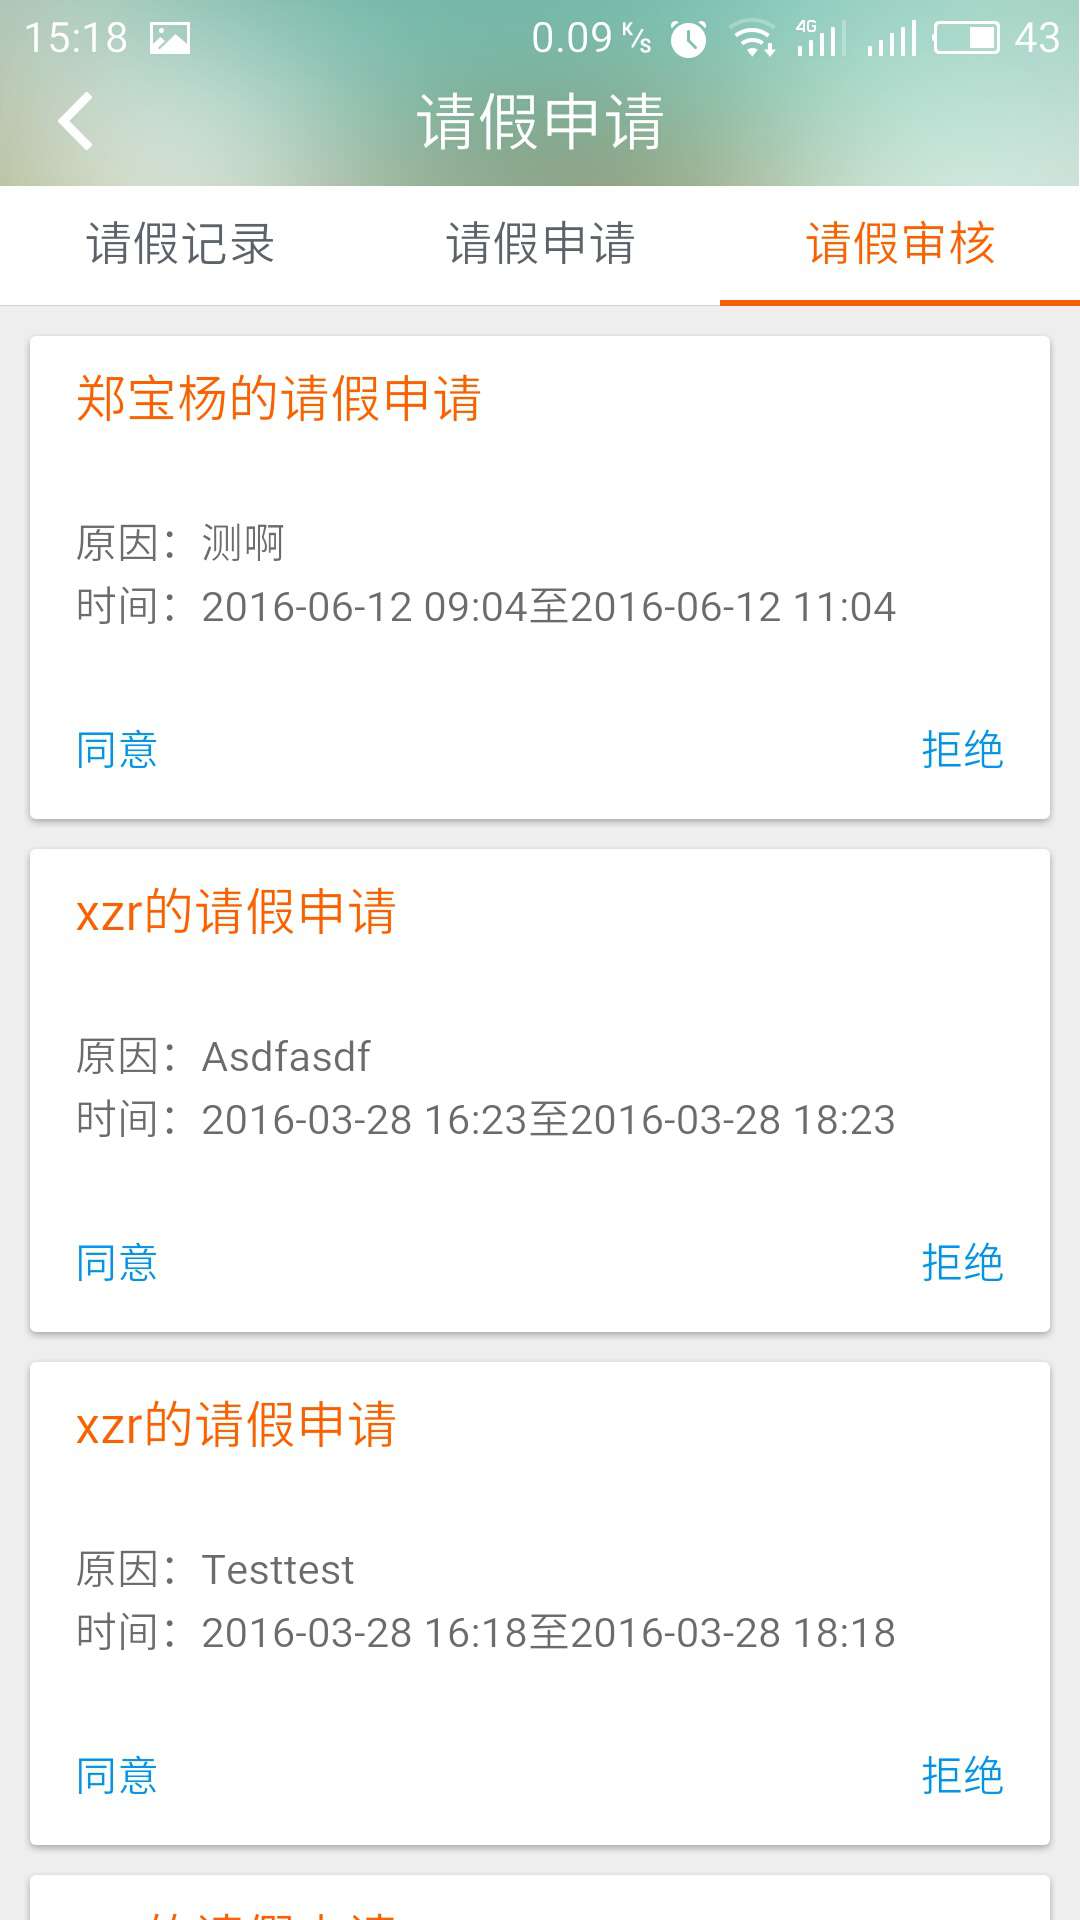 15:18 0.09 K/s 4G 43
请假申请
请假记录 请假申请 请假审核
郑宝杨的请假申请
原因：测啊
时间：2016-06-12 09:04至2016-06-12 11:04
同意 拒绝
xzr的请假申请
原因：Asdfasdf
时间：2016-03-28 16:23至2016-03-28 18:23
同意 拒绝
xzr的请假申请
原因：Testtest
时间：2016-03-28 16:18至2016-03-28 18:18
同意 拒绝
的请假申请